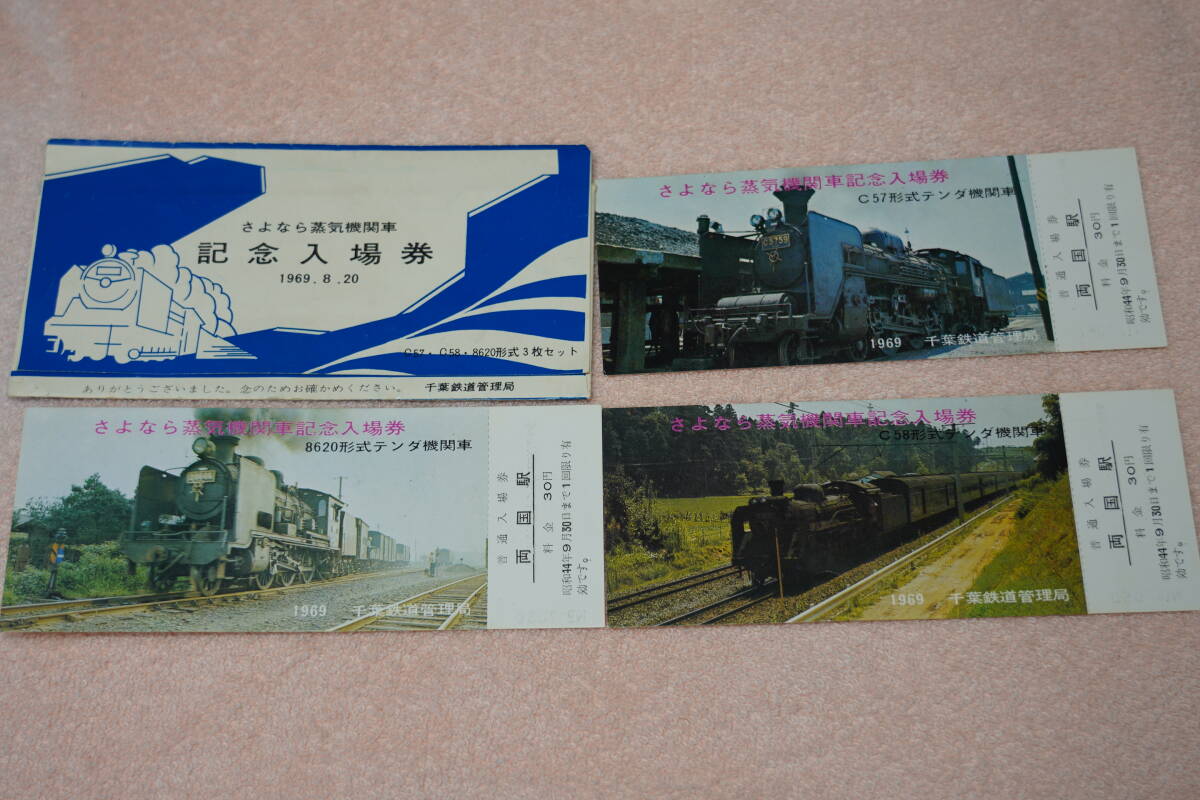 さよなら蒸気機関車
記念入場券
1969.8.20
C57・C58・8620形式3枚セット
ありがとうございました。念のためお確かめください。 千葉鉄道管理局
さよなら蒸気機関車記念入場券
C57形式テンダ機関車
C5759
1969 千葉鉄道管理局
普通入場券
両国駅
料金 30円
昭和44年9月30日まで1回限り有
効です。
さよなら蒸気機関車記念入場券
8620形式テンダ機関車
1969 千葉鉄道管理局
普通入場券
両国駅
料金 30円
昭和44年9月30日まで1回限り有
効です。
さよなら蒸気機関車記念入場券
C58形式テンダ機関車
1969 千葉鉄道管理局
普通入場券
両国駅
料金 30円
昭和44年9月30日まで1回限り有
効です。